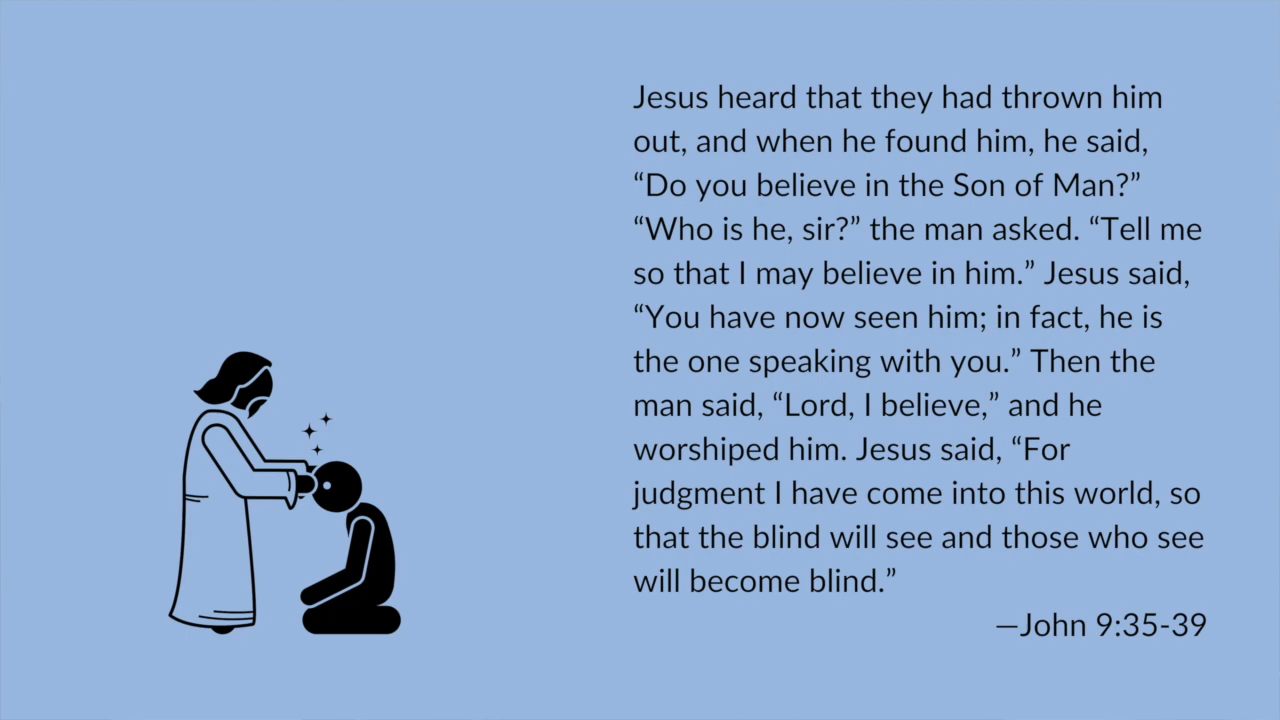 Jesus heard that they had thrown him
out, and when he found him, he said,
“Do you believe in the Son of Man?”
“Who is he, sir?” the man asked. “Tell me
so that I may believe in him.” Jesus said,
“You have now seen him; in fact, he is
the one speaking with you.” Then the
man said, “Lord, I believe,” and he
worshiped him. Jesus said, “For
judgment I have come into this world, so
that the blind will see and those who see
will become blind.”
—John 9:35-39